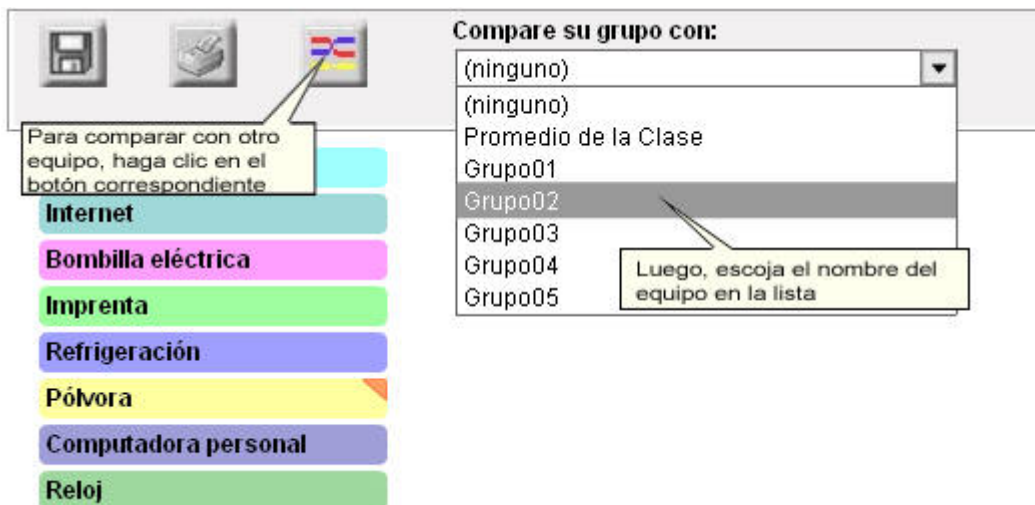 Compare su grupo con:
(ninguno)
(ninguno)
Promedio de la Clase
Grupo01
Grupo02
Grupo03
Grupo04
Grupo05
Para comparar con otro
equipo, haga clic en el
botón correspondiente
Luego, escoja el nombre del
equipo en la lista
Internet
Bombilla eléctrica
Imprenta
Refrigeración
Pólvora
Computadora personal
Reloj